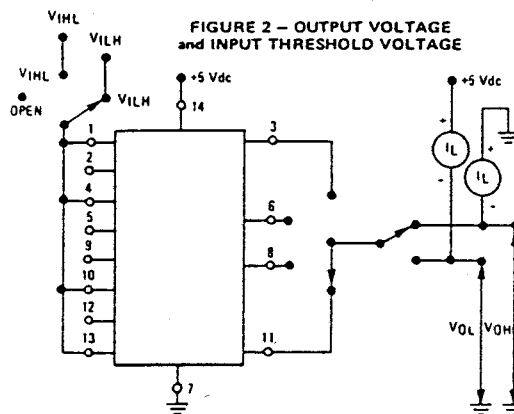 FIGURE 2 – OUTPUT VOLTAGE
and INPUT THRESHOLD VOLTAGE
VIHL
VILH
VIHL
VILH
OPEN
+5 Vdc
14
1
2
4
5
9
10
12
13
3
6
8
11
7
+5 Vdc
+
IL
-
+
IL
-
VOL
VOH